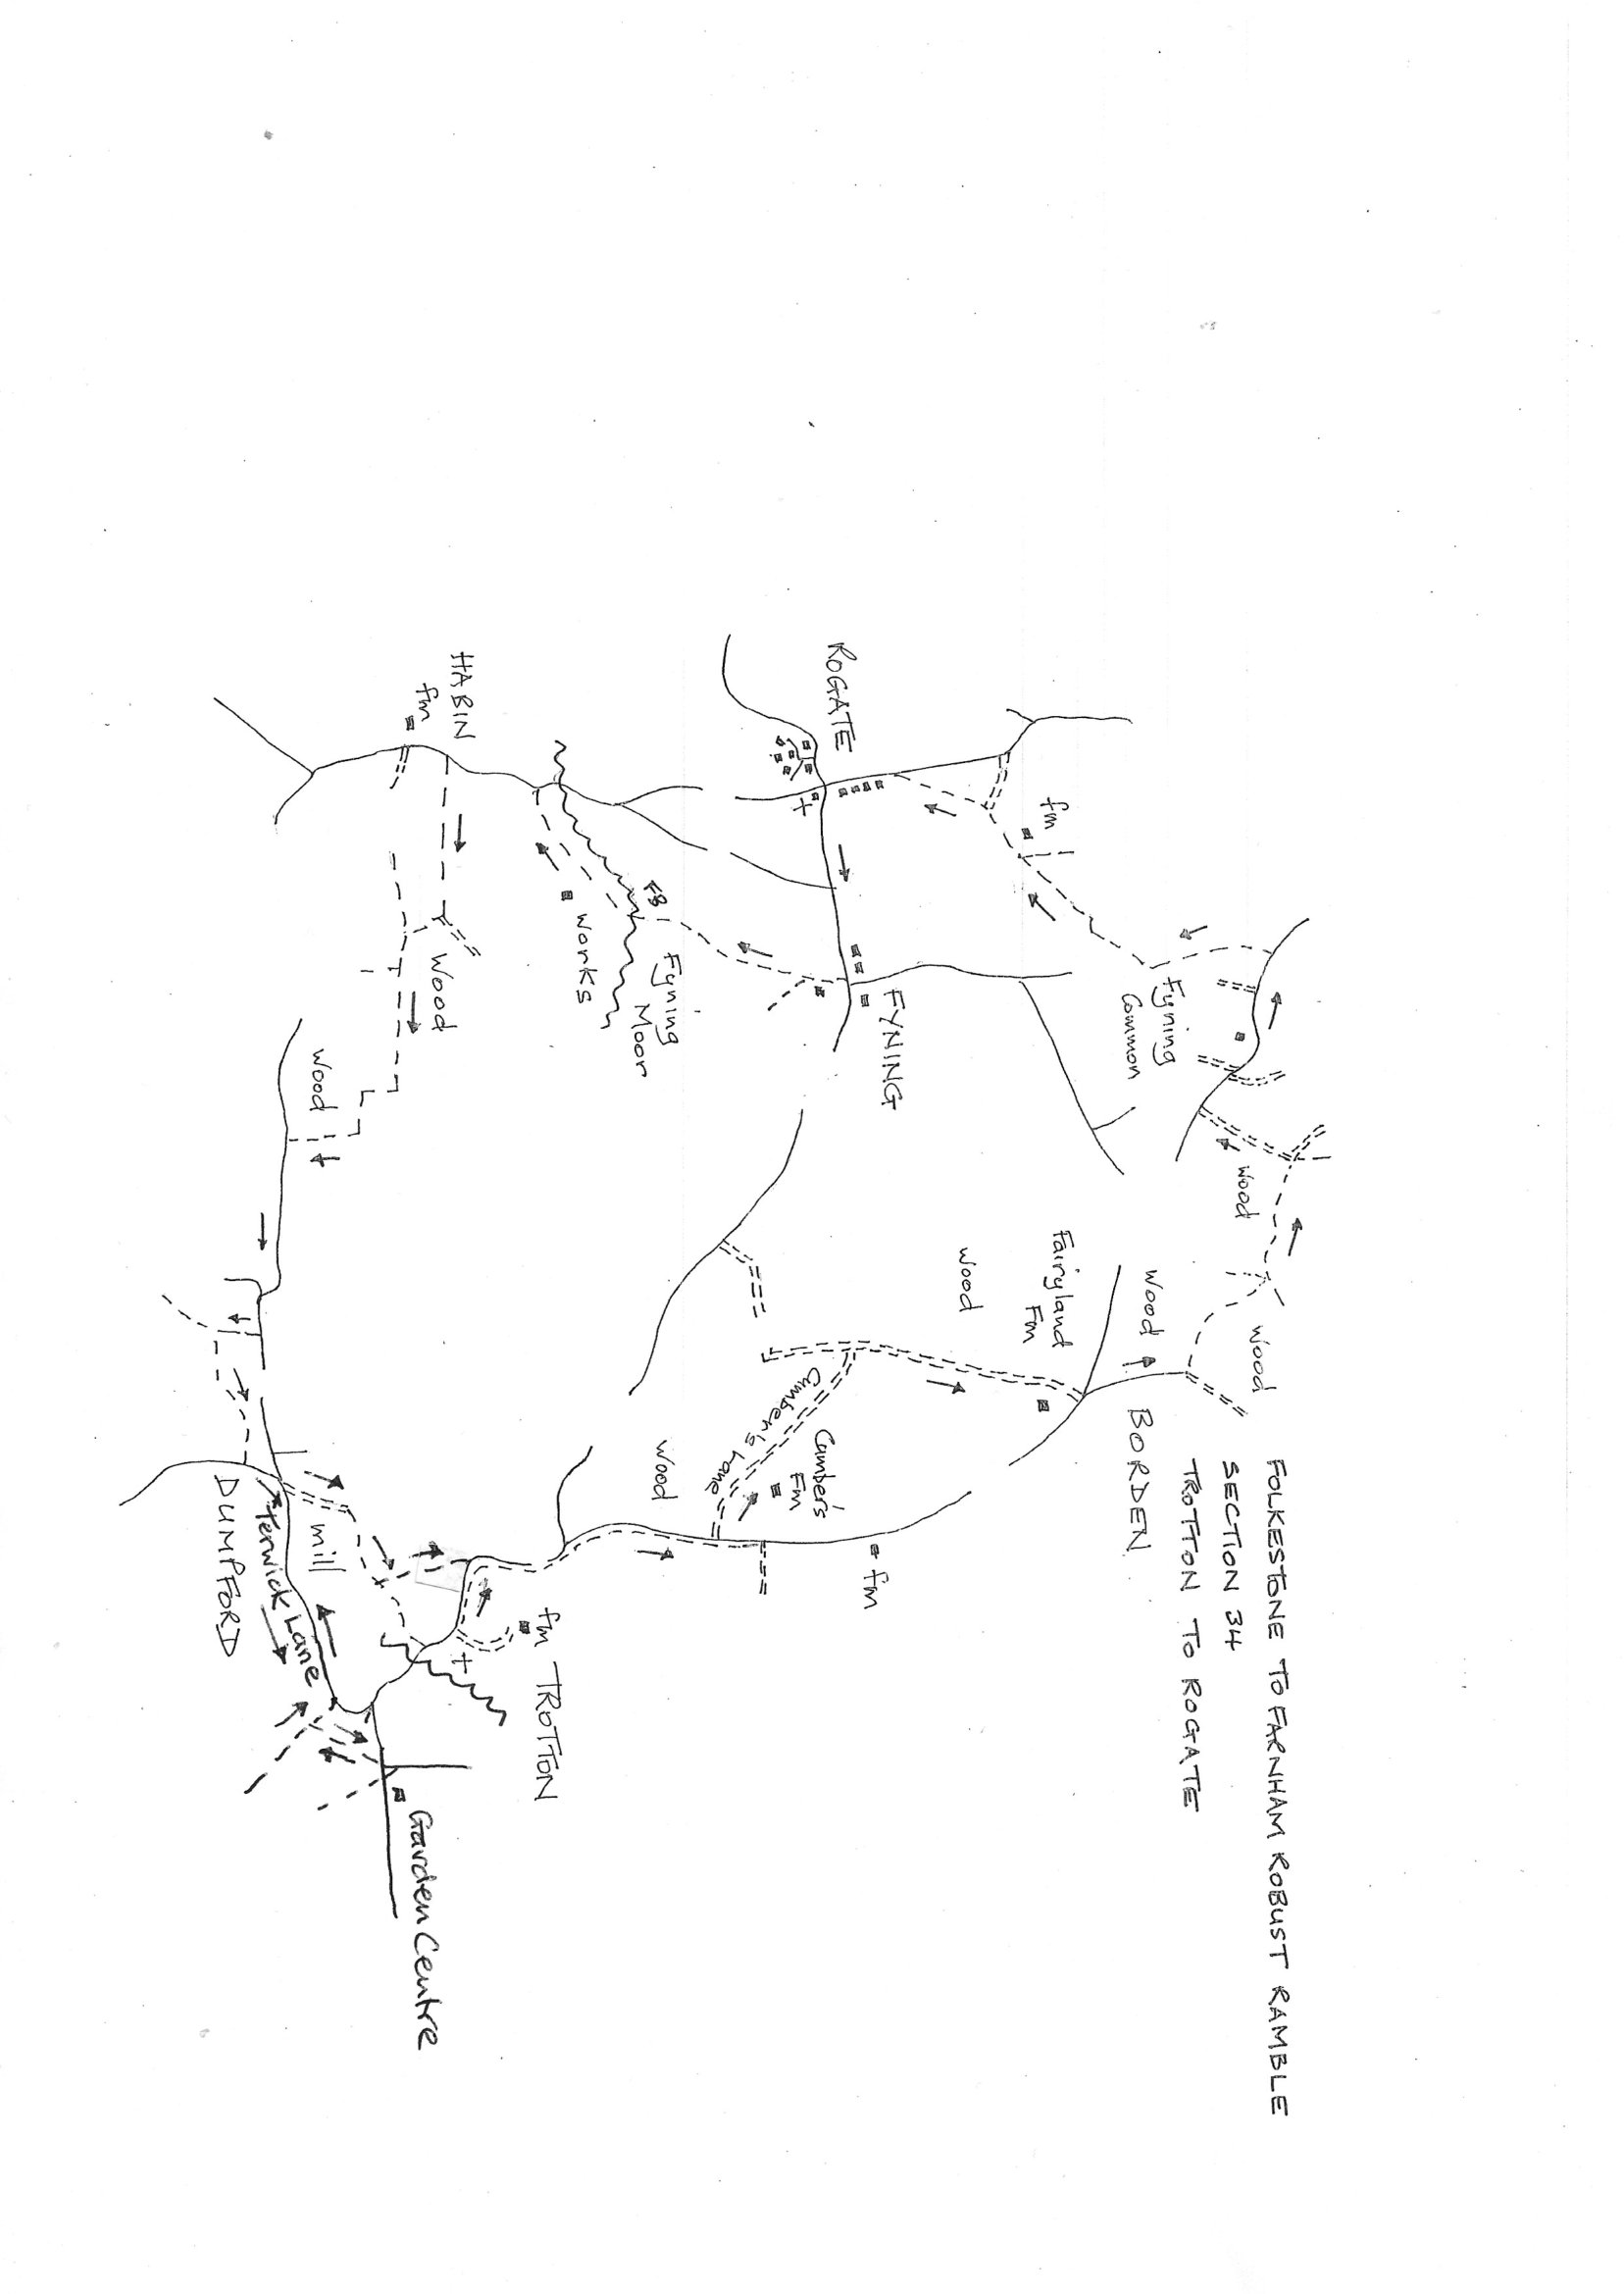 FOLKESTONE TO FARNHAM ROBUST RAMBLE
SECTION 34
TROTTON TO ROGATE
wood
wood
wood
BORDEN
Fairyland
Fm
wood
Fyning
Common
fm
ROGATE
FYNING
Cumber's
Fm
fm
Cumber's Lane
wood
Fyning
Moor
FB
works
HABIN
fm
Wood
fm
TROTTON
Garden Centre
wood
mill
Terwick Lane
DUMPFORD